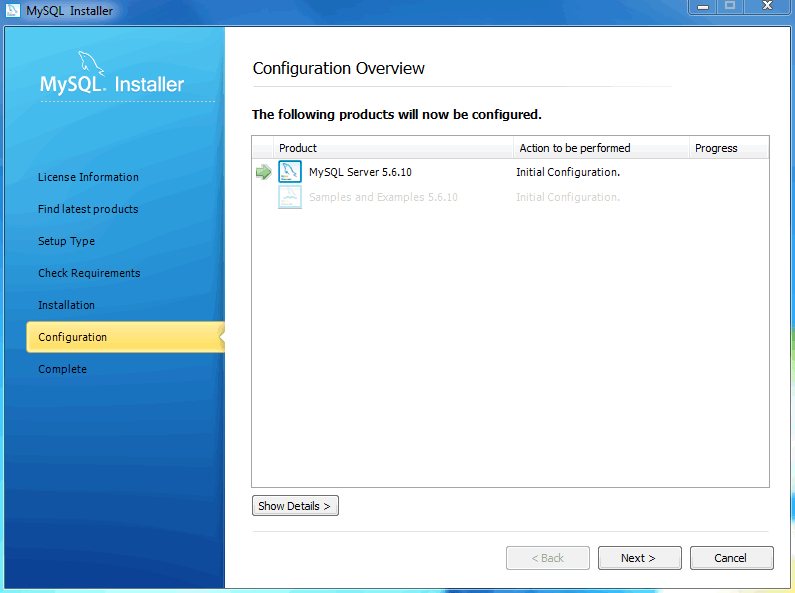 MySQL Installer
MySQL. Installer
License Information
Find latest products
Setup Type
Check Requirements
Installation
Configuration
Complete
Configuration Overview
The following products will now be configured.
Product Action to be performed Progress
MySQL Server 5.6.10 Initial Configuration.
Samples and Examples 5.6.10 Initial Configuration.
Show Details >
< Back Next > Cancel